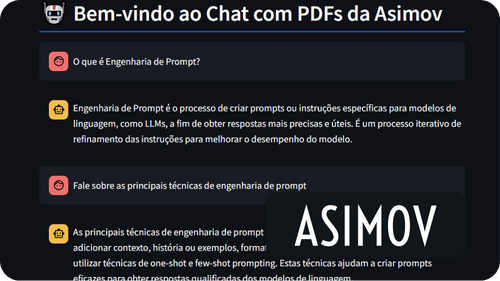 Bem-vindo ao Chat com PDFs da Asimov
O que é Engenharia de Prompt?
Engenharia de Prompt é o processo de criar prompts ou instruções específicas para modelos de
linguagem, como LLMs, a fim de obter respostas mais precisas e úteis. É um processo iterativo de
refinamento das instruções para melhorar o desempenho do modelo.
Fale sobre as principais técnicas de engenharia de prompt
As principais técnicas de engenharia de prompt
adicionar contexto, história ou exemplos, format
utilizar técnicas de one-shot e few-shot prompting. Estas técnicas ajudam a criar prompts
eficazes para obter respostas qualificadas dos modelos de linguagem.
ASIMOV